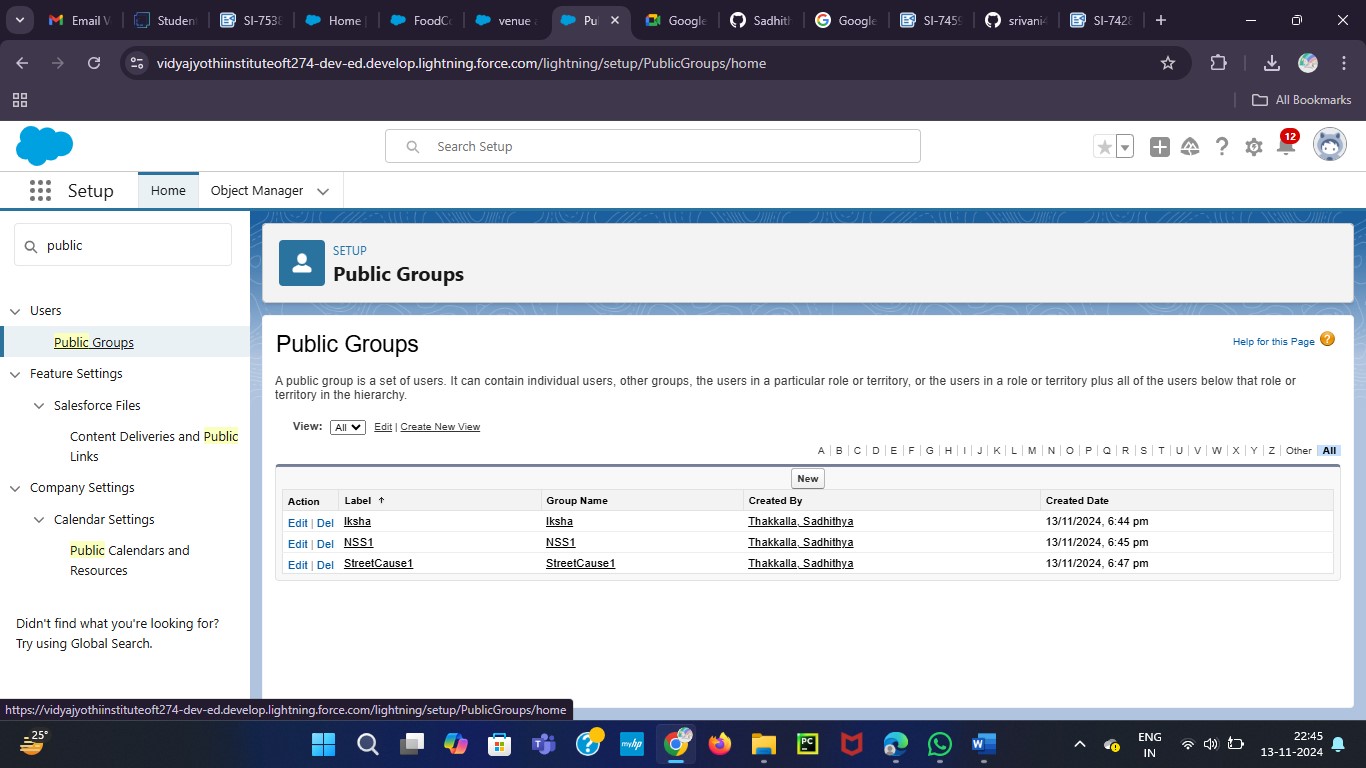 Email V
Student
SI-7538
Home |
FoodCo
venue a
Pu
Google
Sadhith
Google
SI-7459
srivani4
SI-7428
vidyajyothiinstituteoft274-dev-ed.develop.lightning.force.com/lightning/setup/PublicGroups/home
All Bookmarks
Search Setup
12
Setup
Home
Object Manager
public
SETUP
Public Groups
Users
Public Groups
Feature Settings
Salesforce Files
Content Deliveries and Public
Links
Company Settings
Calendar Settings
Public Calendars and
Resources
Didn't find what you're looking for?
Try using Global Search.
Public Groups
Help for this Page ?
A public group is a set of users. It can contain individual users, other groups, the users in a particular role or territory, or the users in a role or territory plus all of the users below that role or
territory in the hierarchy.
View: All Edit | Create New View
A | B | C | D | E | F | G | H | I | J | K | L | M | N | O | P | Q | R | S | T | U | V | W | X | Y | Z | Other All
New
Action Label ↑ Group Name Created By Created Date
Edit | Del Iksha Iksha Thakkalla, Sadhithya 13/11/2024, 6:44 pm
Edit | Del NSS1 NSS1 Thakkalla, Sadhithya 13/11/2024, 6:45 pm
Edit | Del StreetCause1 StreetCause1 Thakkalla, Sadhithya 13/11/2024, 6:47 pm
https://vidyajyothiinstituteoft274-dev-ed.develop.lightning.force.com/lightning/setup/PublicGroups/home
25°
myhp
PC
W
ENG
IN
22:45
13-11-2024